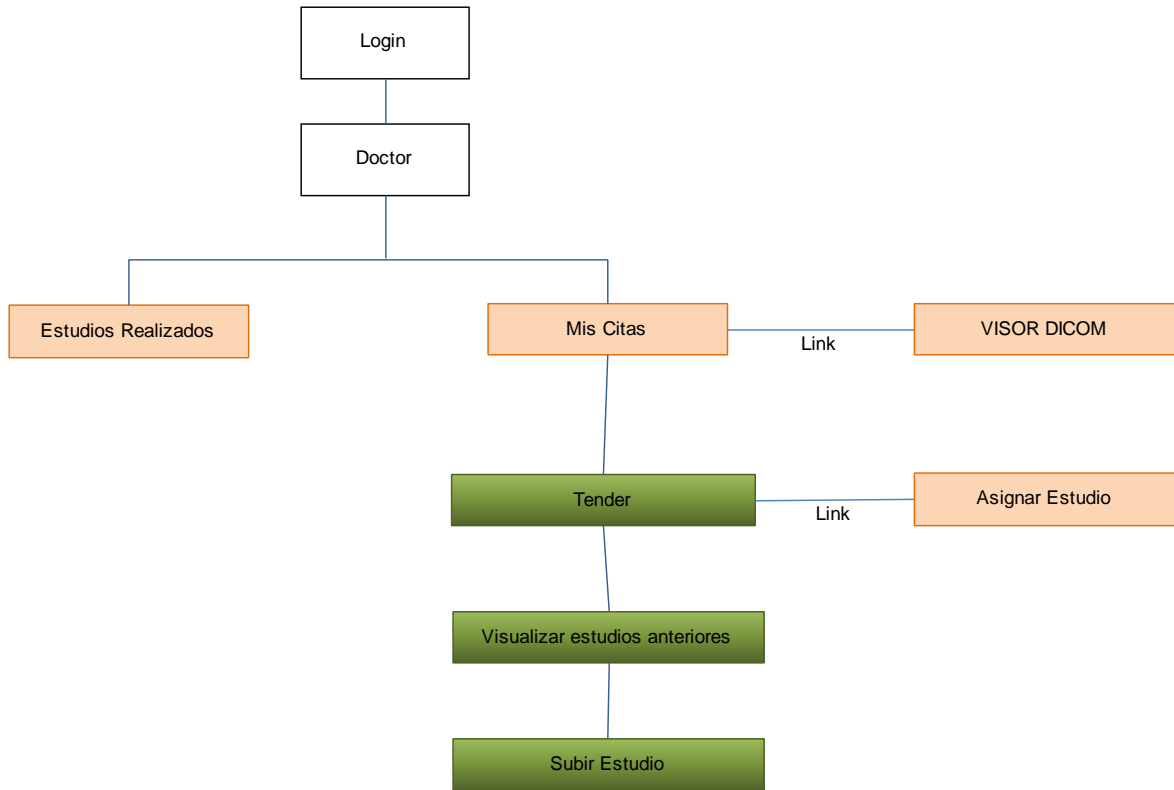 Login
Doctor
Estudios Realizados
Mis Citas
Link
VISOR DICOM
Tender
Link
Asignar Estudio
Visualizar estudios anteriores
Subir Estudio